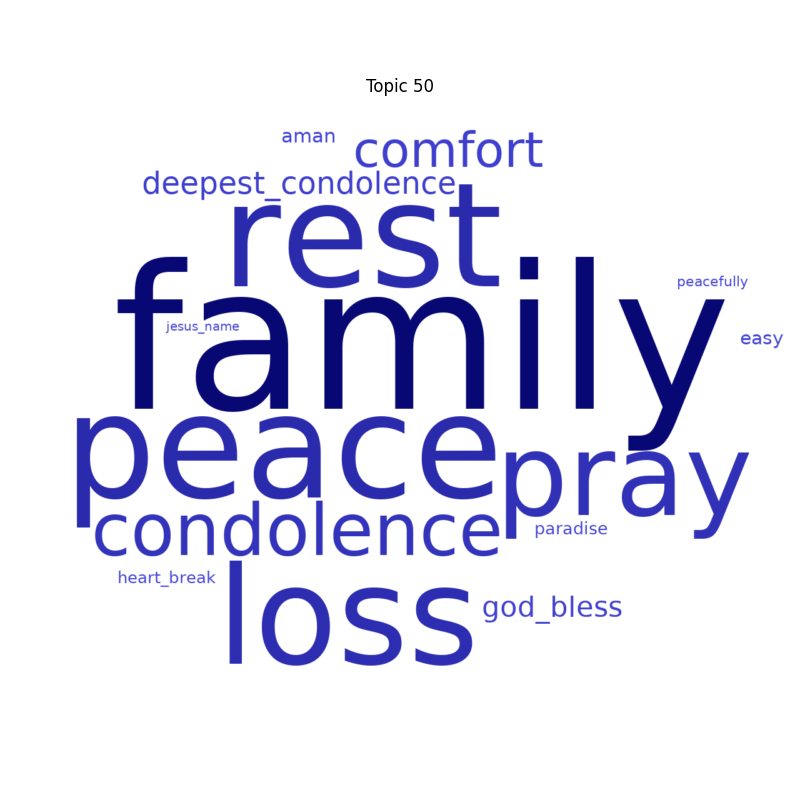 Topic 50
aman
comfort
deepest_condolence
rest
family
peacefully
jesus_name
easy
peace
pray
condolence
paradise
heart_break
loss
god_bless